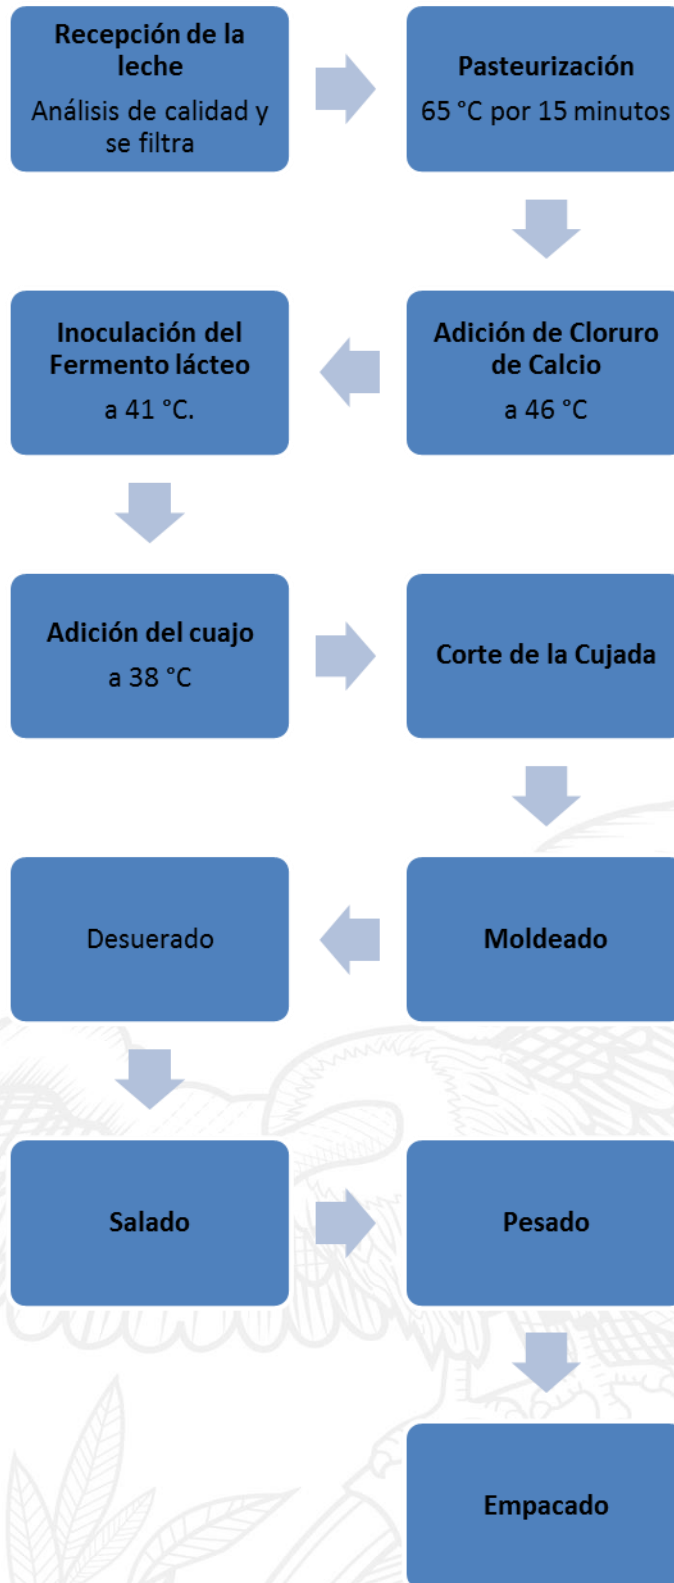 Recepción de la
leche
Análisis de calidad y
se filtra
Pasteurización
65 °C por 15 minutos
Adición de Cloruro
de Calcio
a 46 °C
Inoculación del
Fermento lácteo
a 41 °C.
Adición del cuajo
a 38 °C
Corte de la Cujada
Moldeado
Desuerado
Salado
Pesado
Empacado